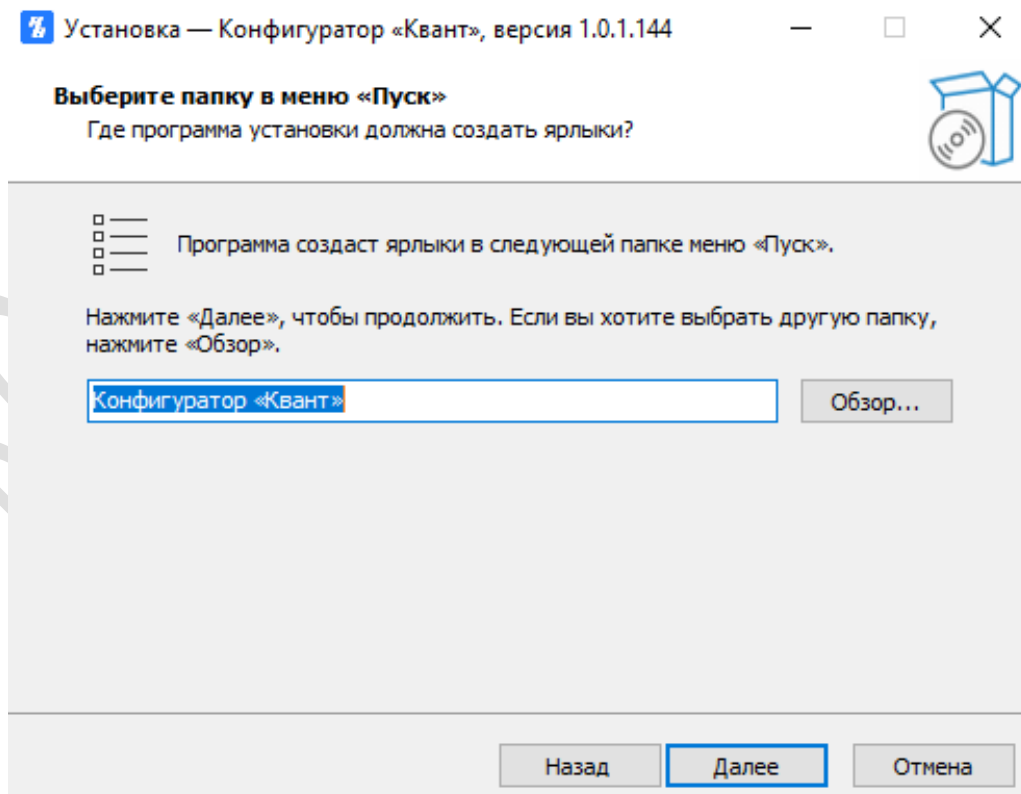 Установка — Конфигуратор «Квант», версия 1.0.1.144
Выберите папку в меню «Пуск»
Где программа установки должна создать ярлыки?
Программа создаст ярлыки в следующей папке меню «Пуск».
Нажмите «Далее», чтобы продолжить. Если вы хотите выбрать другую папку,
нажмите «Обзор».
Конфигуратор «Квант»
Обзор...
Назад
Далее
Отмена